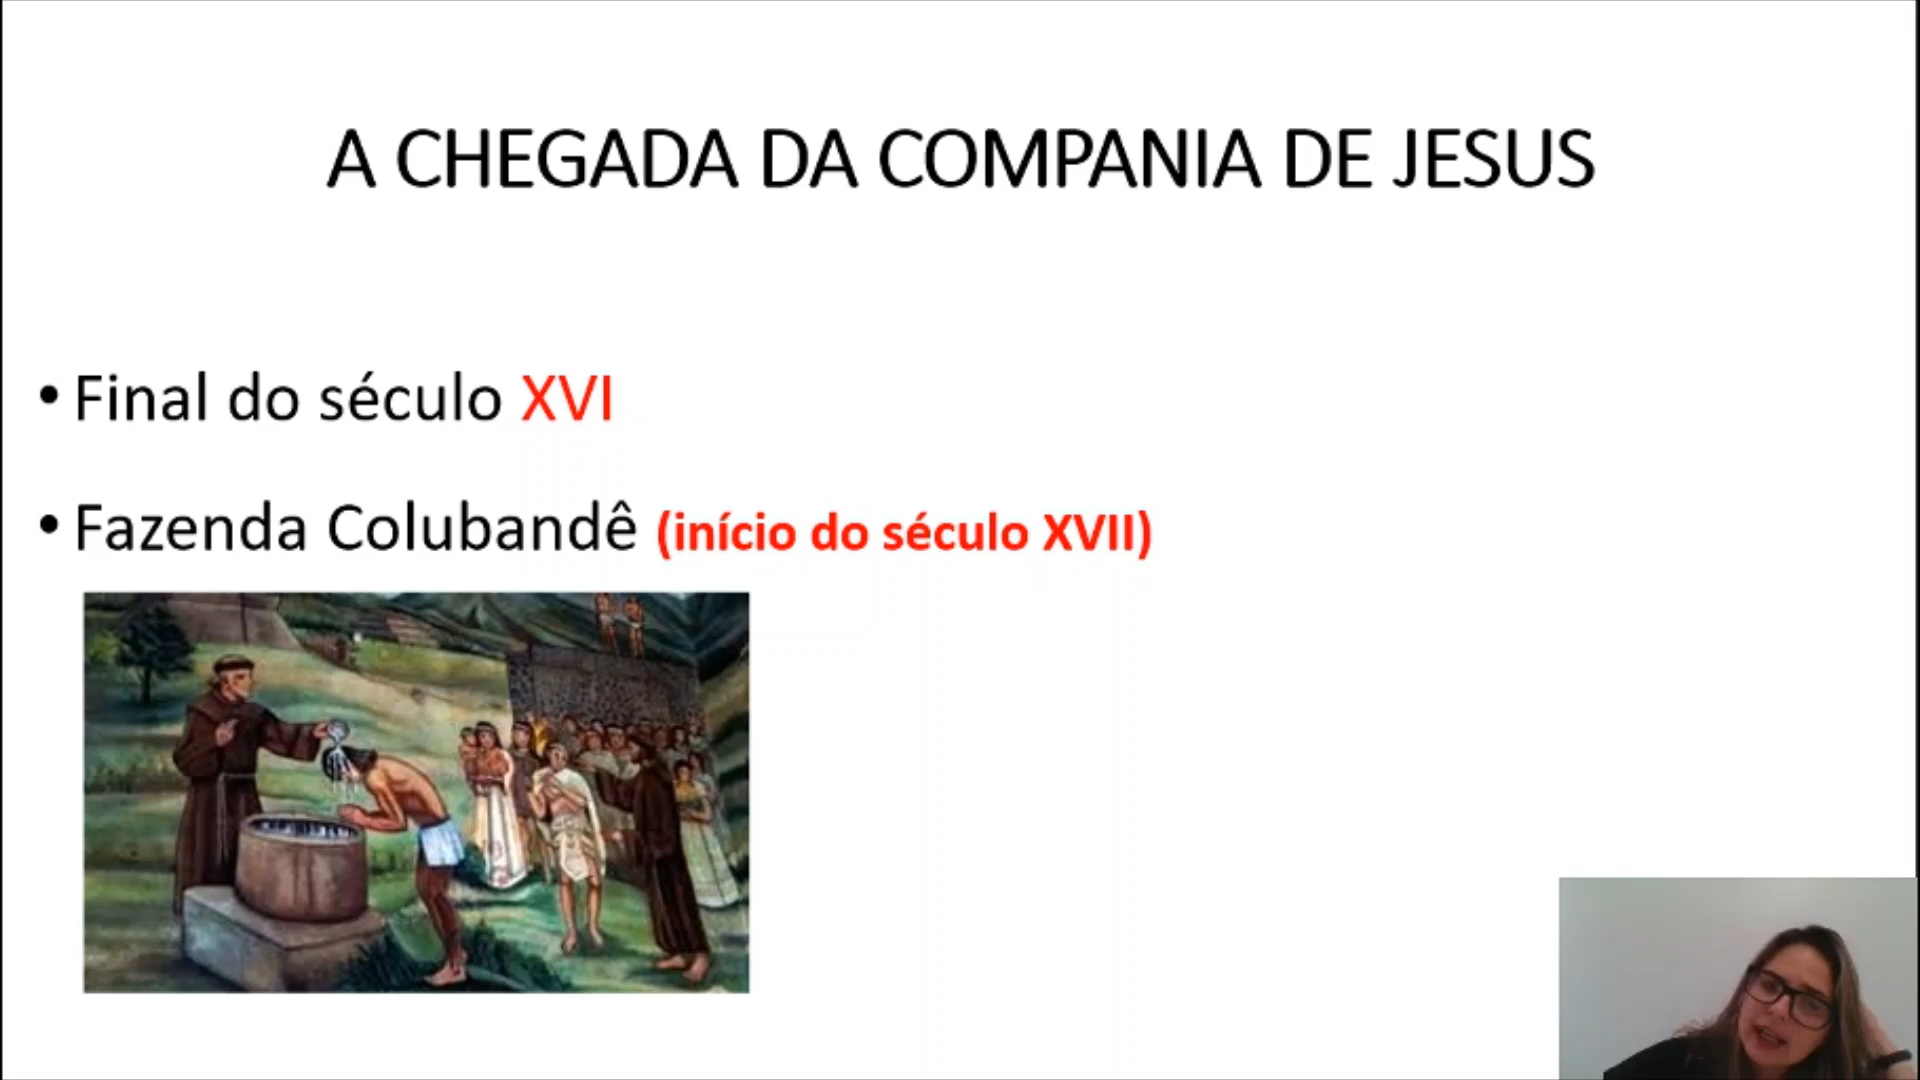 A CHEGADA DA COMPANIA DE JESUS
• Final do século XVI
• Fazenda Colubandê (início do século XVII)